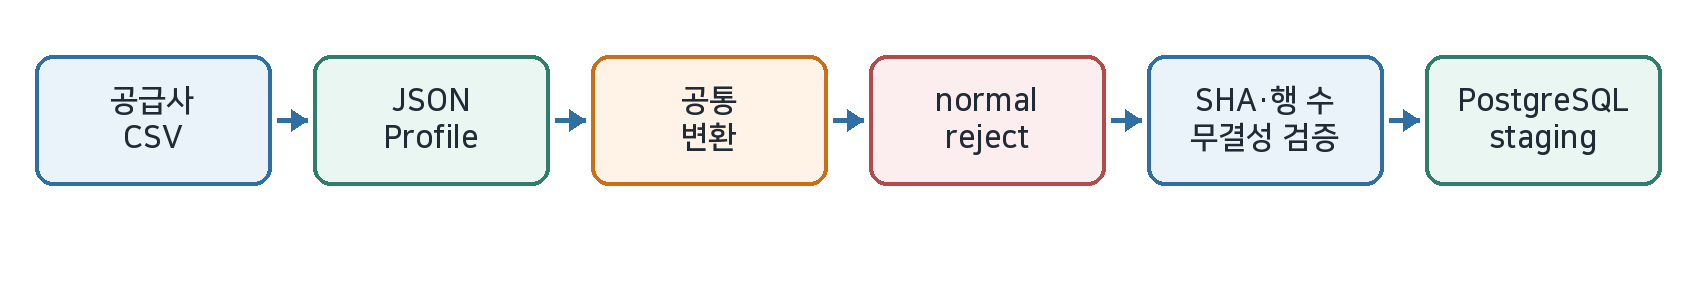 공급사
CSV
JSON
Profile
공통
변환
normal
reject
SHA·행 수
무결성 검증
PostgreSQL
staging